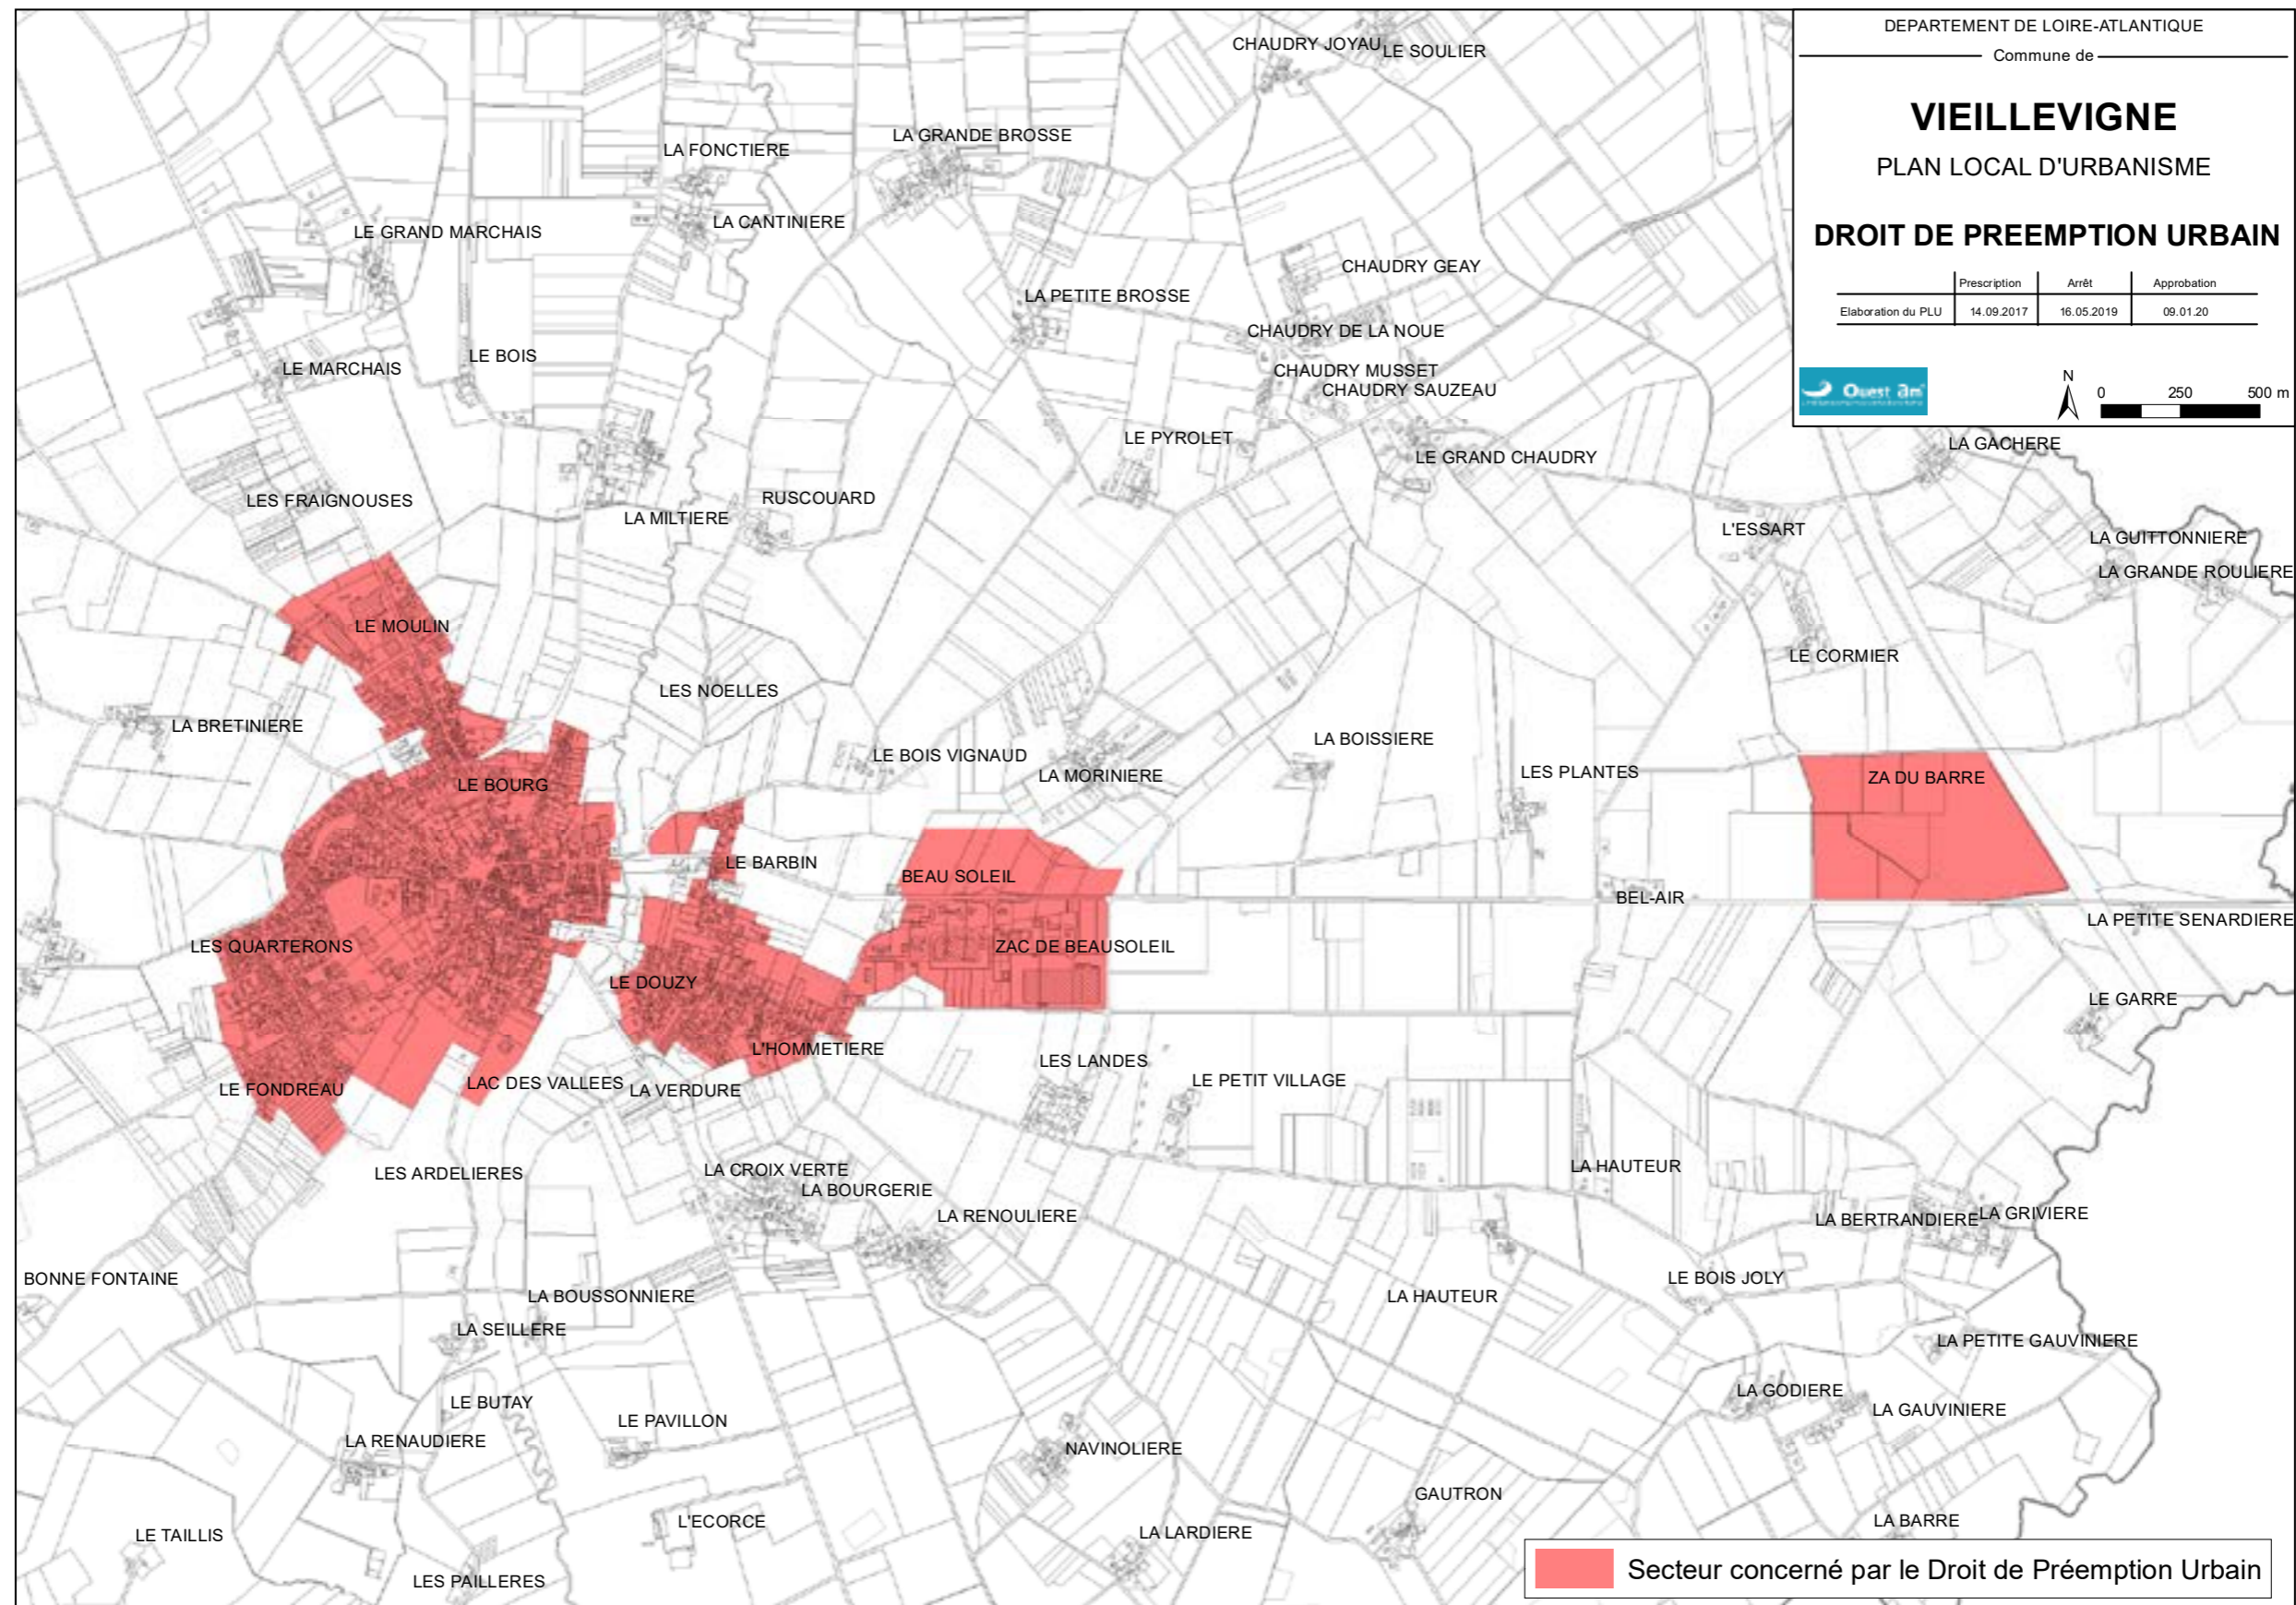 DEPARTEMENT DE LOIRE-ATLANTIQUE
Commune de
VIEILLEVIGNE
PLAN LOCAL D'URBANISME
DROIT DE PREEMPTION URBAIN
Prescription Arrêt Approbation
Elaboration du PLU 14.09.2017 16.05.2019 09.01.20
Ouest am'
N
0 250 500 m
CHAUDRY JOYAU
LE SOULIER
LA GRANDE BROSSE
LA FONCTIERE
LA CANTINIERE
LE GRAND MARCHAIS
CHAUDRY GEAY
LA PETITE BROSSE
CHAUDRY DE LA NOUE
LE BOIS
LE MARCHAIS
CHAUDRY MUSSET
CHAUDRY SAUZEAU
LE PYROLET
LA GACHERE
LE GRAND CHAUDRY
LES FRAIGNOUSES
RUSCOUARD
LA MILTIERE
L'ESSART
LA GUITTONNIERE
LA GRANDE ROULIERE
LE MOULIN
LE CORMIER
LES NOELLES
LA BRETINIERE
LA BOISSIERE
LE BOIS VIGNAUD
LA MORINIERE
LES PLANTES
ZA DU BARRE
LE BOURG
LE BARBIN
BEAU SOLEIL
BEL-AIR
LA PETITE SENARDIERE
LES QUARTERONS
ZAC DE BEAUSOLEIL
LE DOUZY
LE GARRE
L'HOMMETIERE
LES LANDES
LE PETIT VILLAGE
LAC DES VALLEES
LE FONDREAU
LA VERDURE
LES ARDELIERES
LA CROIX VERTE
LA HAUTEUR
LA BOURGERIE
LA RENOULIERE
LA BERTRANDIERE
LA GRIVIERE
BONNE FONTAINE
LE BOIS JOLY
LA BOUSSONNIERE
LA HAUTEUR
LA SEILLERE
LA PETITE GAUVINIERE
LA GODIERE
LE BUTAY
LA GAUVINIERE
LE PAVILLON
LA RENAUDIERE
NAVINOLIERE
GAUTRON
L'ECORCE
LA BARRE
LE TAILLIS
LA LARDIERE
LES PAILLERES
Secteur concerné par le Droit de Préemption Urbain